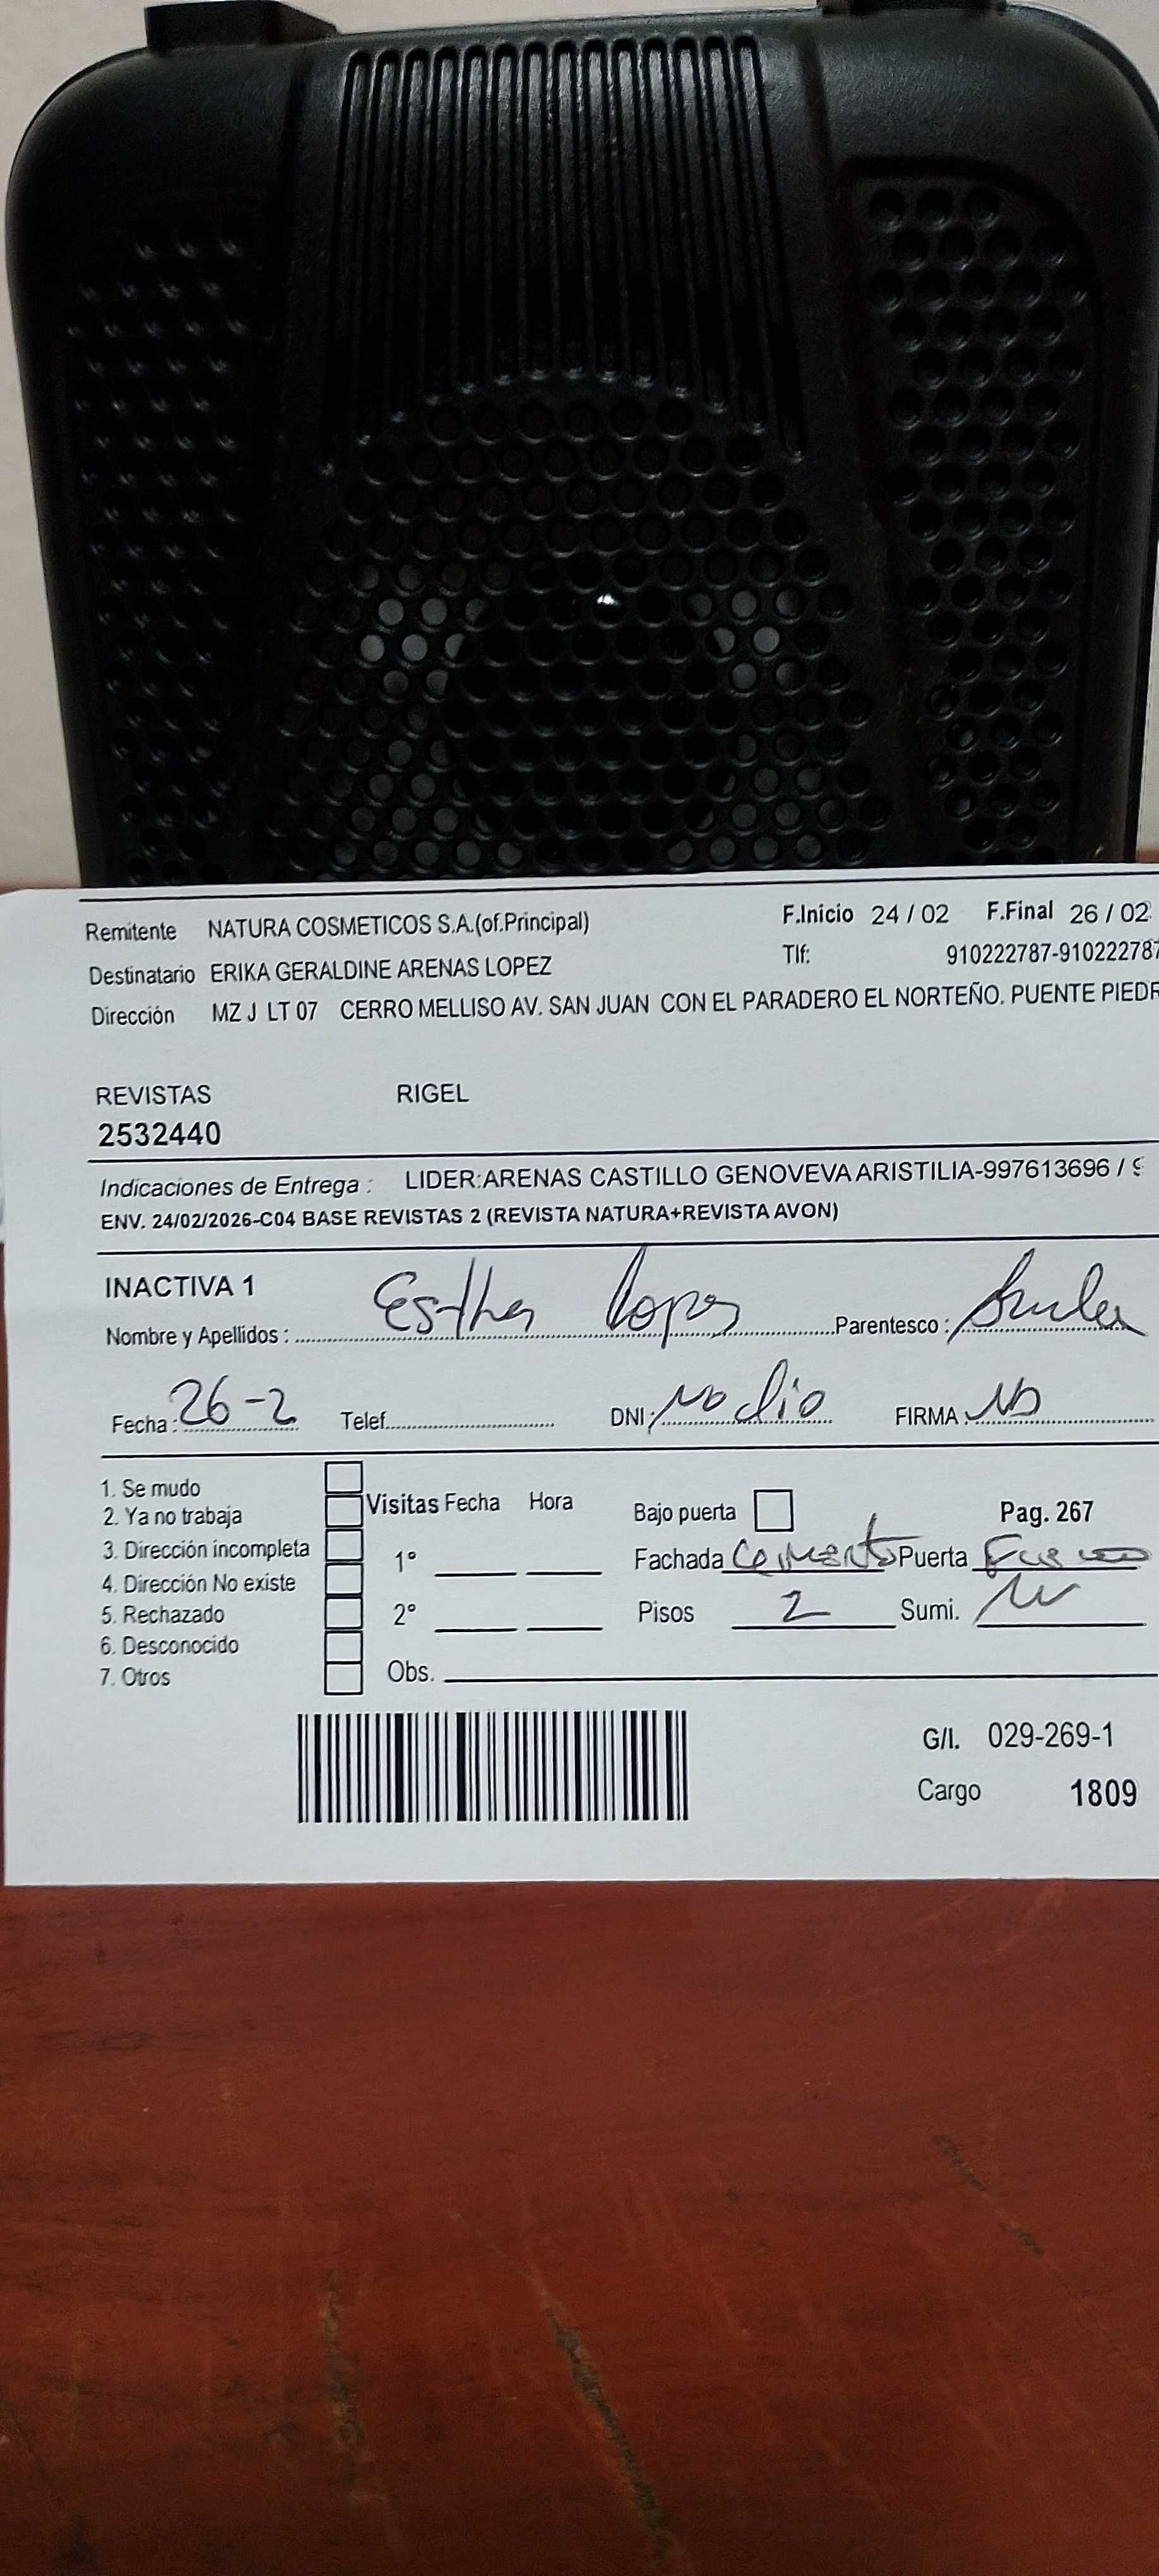 Remitente NATURA COSMETICOS S.A.(of.Principal) F.Inicio 24 / 02 F.Final 26 / 02
Destinatario ERIKA GERALDINE ARENAS LOPEZ Tlf: 910222787-910222787
Dirección MZ J LT 07 CERRO MELLISO AV. SAN JUAN CON EL PARADERO EL NORTEÑO. PUENTE PIEDR
REVISTAS RIGEL
2532440
Indicaciones de Entrega : LIDER:ARENAS CASTILLO GENOVEVA ARISTILIA-997613696 / 9
ENV. 24/02/2026-C04 BASE REVISTAS 2 (REVISTA NATURA+REVISTA AVON)
INACTIVA 1
Nombre y Apellidos : Esther Lopez Parentesco :
Fecha : 26-2 Telef. DNI: No dio FIRMA :
1. Se mudo
2. Ya no trabaja
3. Dirección incompleta
4. Dirección No existe
5. Rechazado
6. Desconocido
7. Otros
Visitas Fecha Hora
1°
2°
Obs.
Bajo puerta Pag. 267
Fachada Cemento Puerta
Pisos 2 Sumi.
G/I. 029-269-1
Cargo 1809